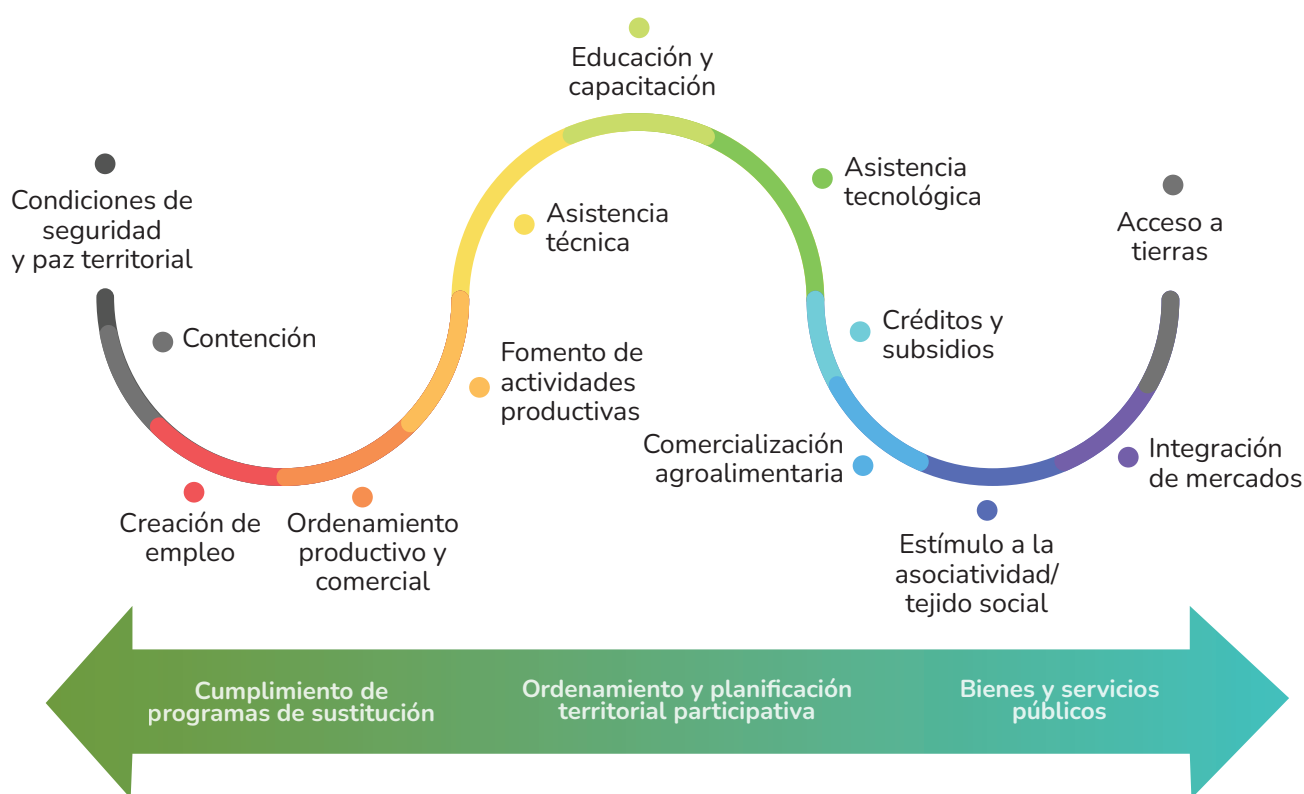 Educación y
capacitación
Condiciones de
seguridad
y paz territorial
Asistencia
técnica
Asistencia
tecnológica
Acceso a
tierras
Contención
Fomento de
actividades
productivas
Créditos y
subsidios
Creación de
empleo
Ordenamiento
productivo y
comercial
Comercialización
agroalimentaria
Estímulo a la
asociatividad/
tejido social
Integración
de mercados
Cumplimiento de
programas de sustitución
Ordenamiento y planificación
territorial participativa
Bienes y servicios
públicos